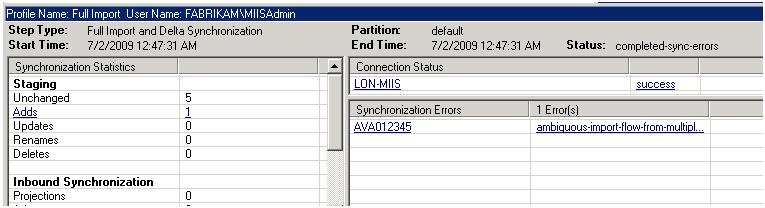 Profile Name: Full Import User Name: FABRIKAM\MIISAdmin
Step Type: Full Import and Delta Synchronization Partition: default
Start Time: 7/2/2009 12:47:31 AM End Time: 7/2/2009 12:47:31 AM Status: completed-sync-errors
Synchronization Statistics
Staging
Unchanged 5
Adds 1
Updates 0
Renames 0
Deletes 0
Inbound Synchronization
Projections 0
Connection Status
LON-MIIS success
Synchronization Errors 1 Error(s)
AVA012345 ambiguous-import-flow-from-multipl...